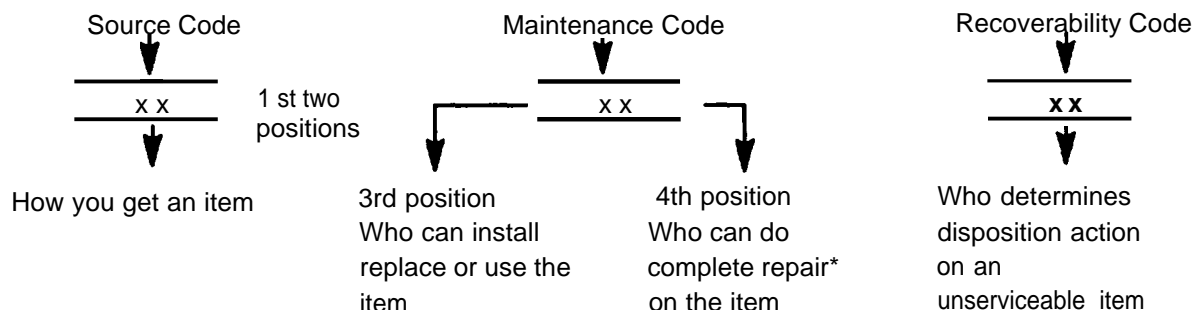 Source Code
Maintenance Code
Recoverability Code
x x
1 st two
positions
x x
x x
How you get an item
3rd position
Who can install
replace or use the
item
4th position
Who can do
complete repair*
on the item
Who determines
disposition action
on an
unserviceable item